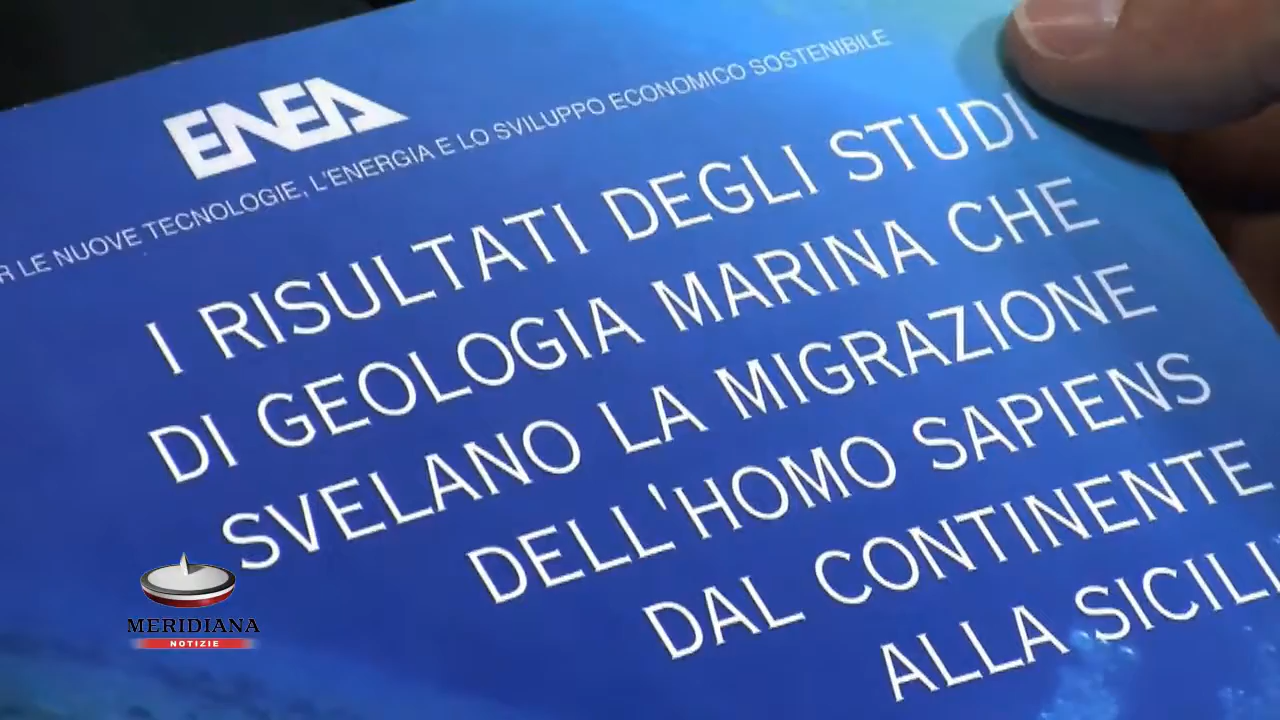 ENEA
R LE NUOVE TECNOLOGIE, L'ENERGIA E LO SVILUPPO ECONOMICO SOSTENIBILE
I RISULTATI DEGLI STUDI
DI GEOLOGIA MARINA CHE
SVELANO LA MIGRAZIONE
DELL'HOMO SAPIENS
DAL CONTINENTE
ALLA SICILI
MERIDIANA
NOTIZIE